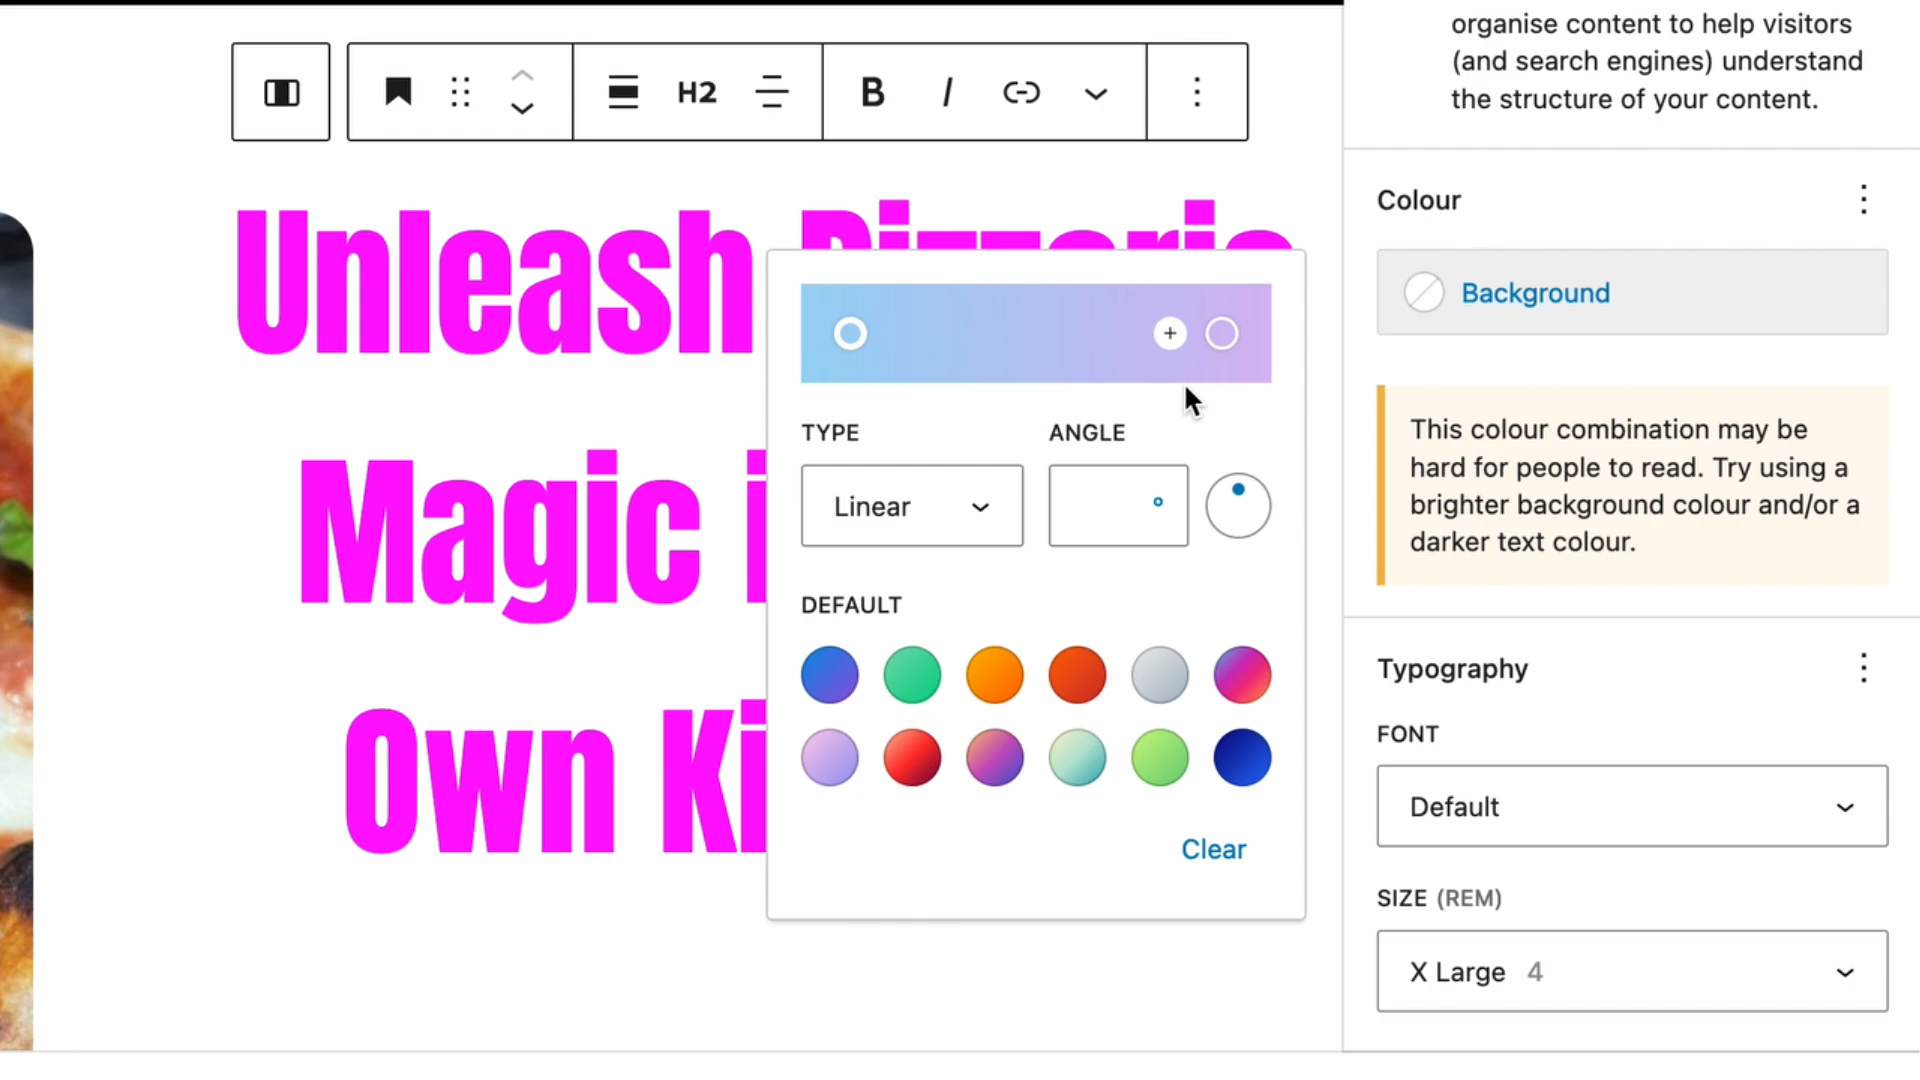 organise content to help visitors
(and search engines) understand
the structure of your content.
H2
B I
Colour
Background
Unleash Pizzeria
Magic i
Own Ki
This colour combination may be
hard for people to read. Try using a
brighter background colour and/or a
darker text colour.
TYPE ANGLE
Linear °
DEFAULT
Clear
Typography
FONT
Default
SIZE (REM)
X Large 4